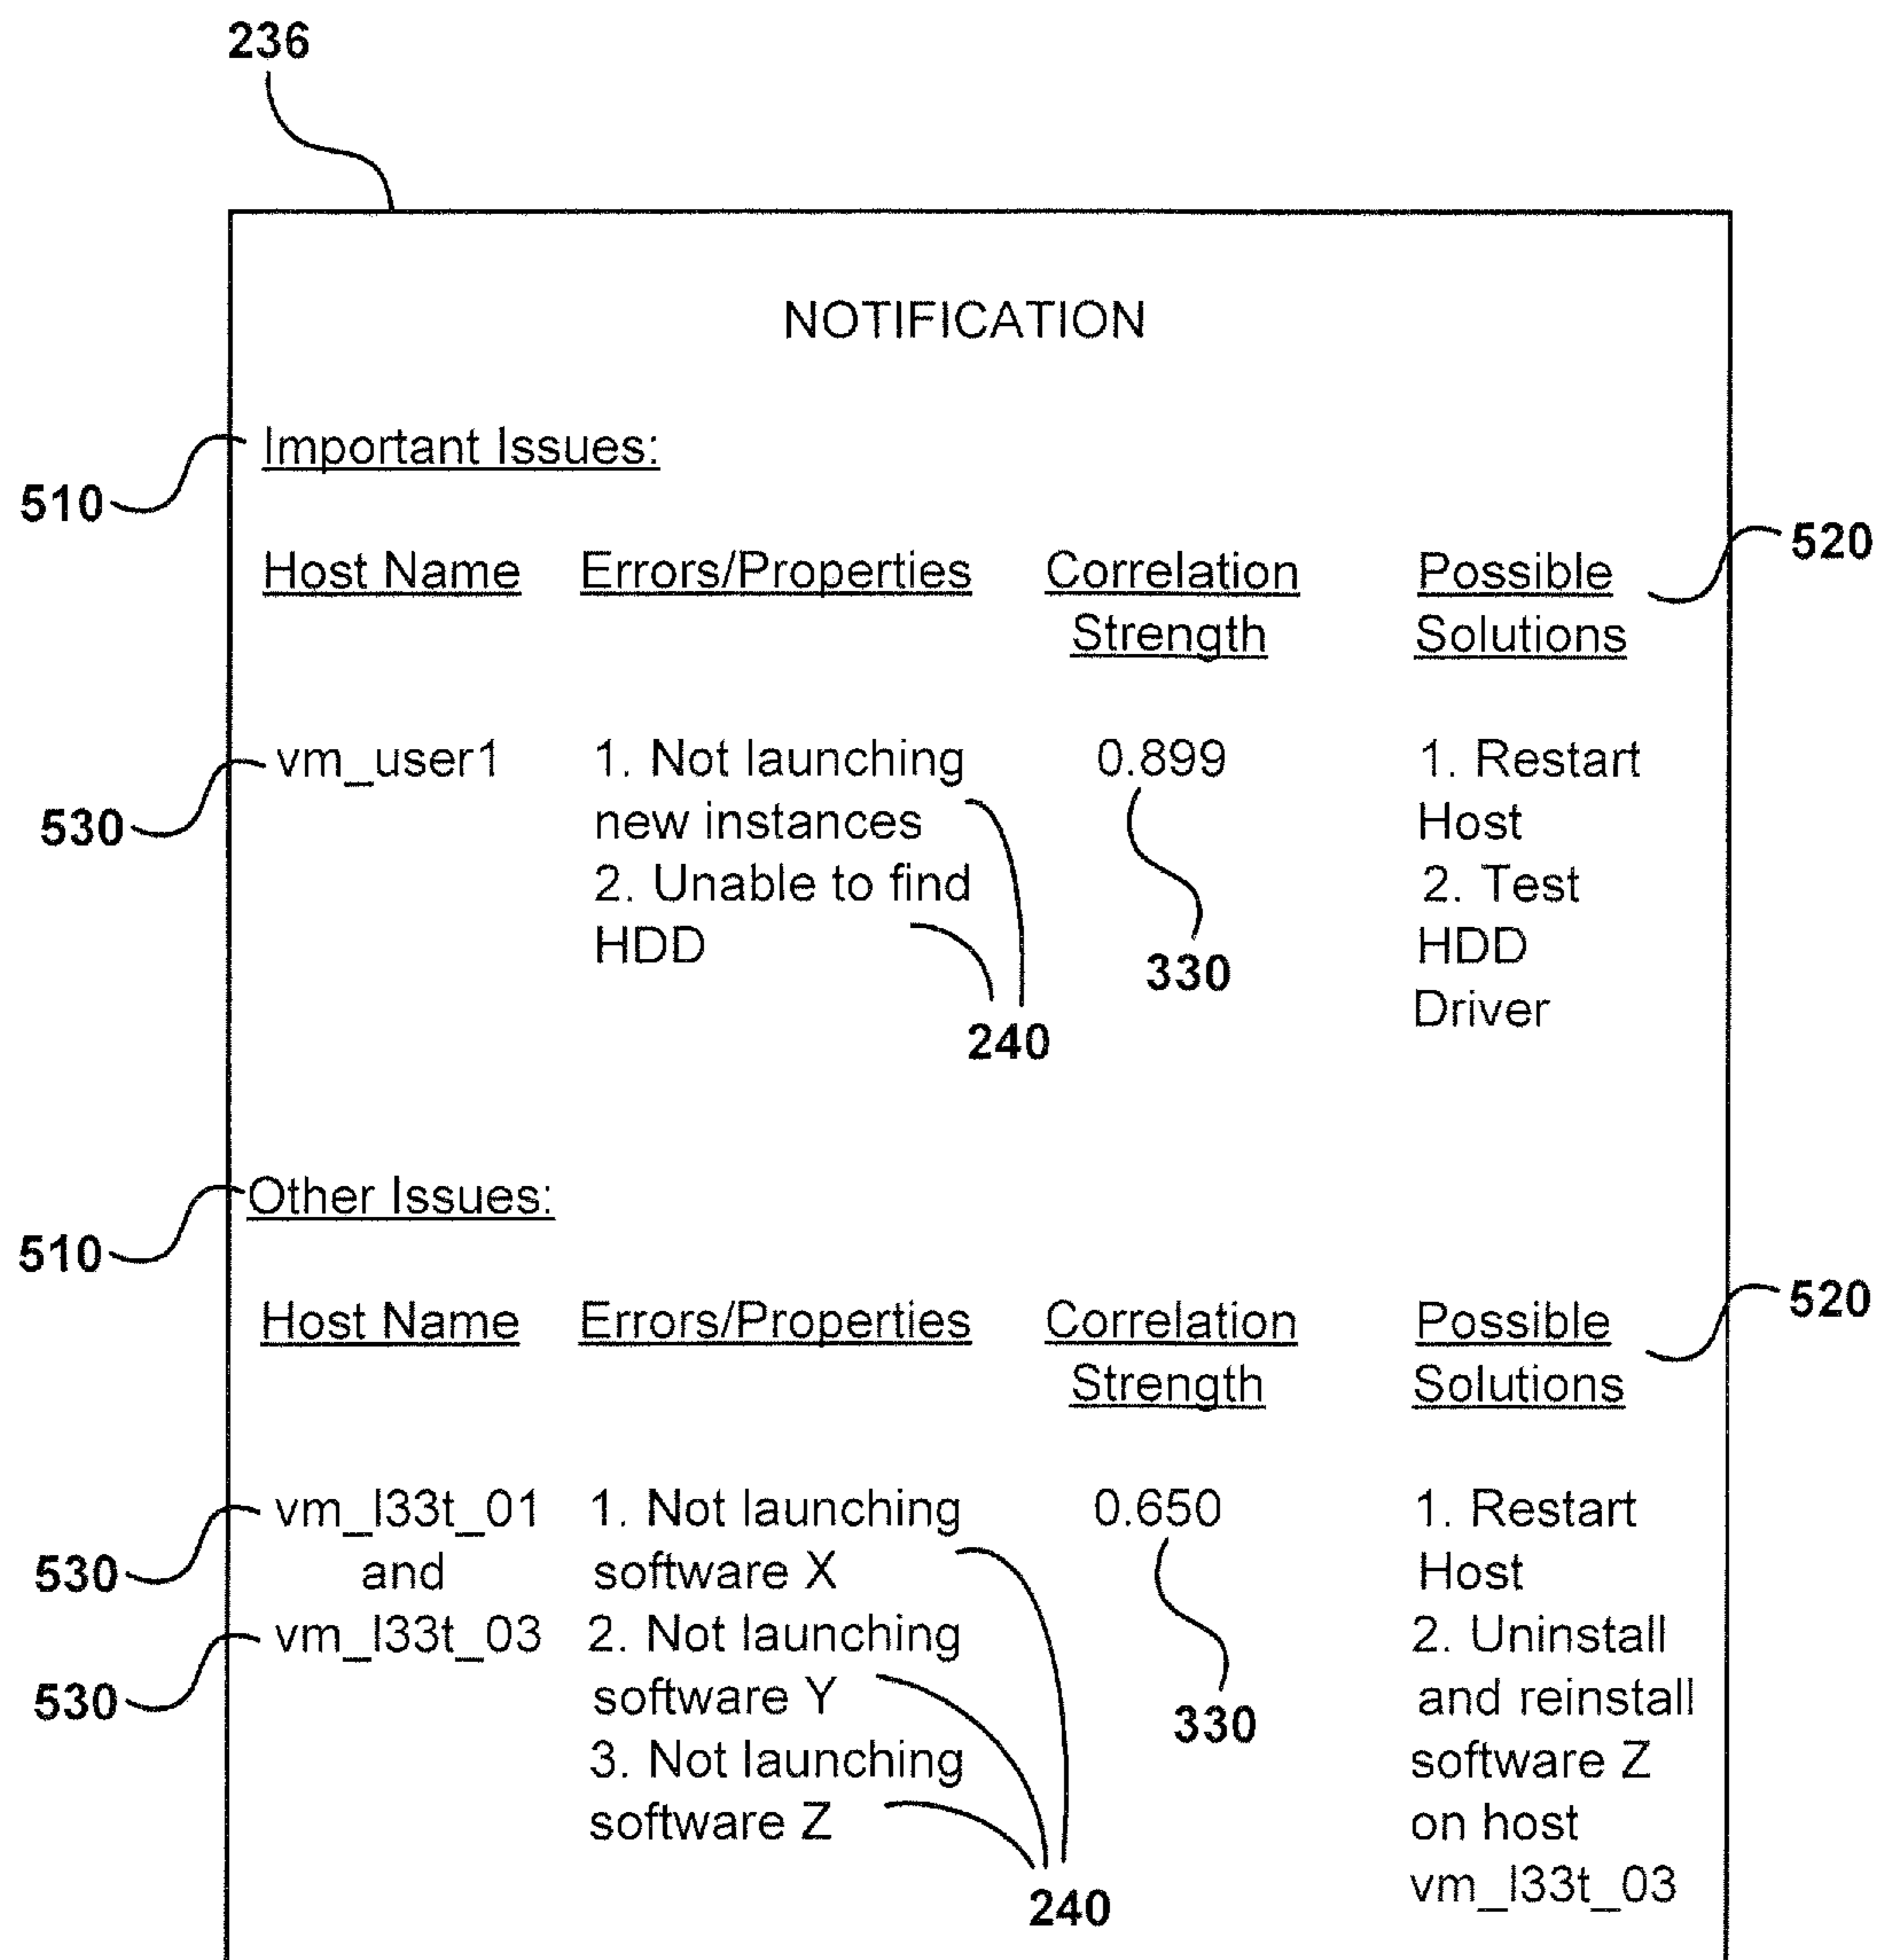 236
NOTIFICATION
Important Issues:
510
520
Host Name Errors/Properties Correlation Possible
Strength Solutions
vm_user1 1. Not launching 0.899 1. Restart
530 new instances Host
2. Unable to find 2. Test
HDD 330 HDD
240 Driver
Other Issues:
510
520
Host Name Errors/Properties Correlation Possible
Strength Solutions
vm_l33t_01 1. Not launching 0.650 1. Restart
530 and software X Host
vm_l33t_03 2. Not launching 2. Uninstall
530 software Y 330 and reinstall
3. Not launching software Z
software Z on host
240 vm_l33t_03